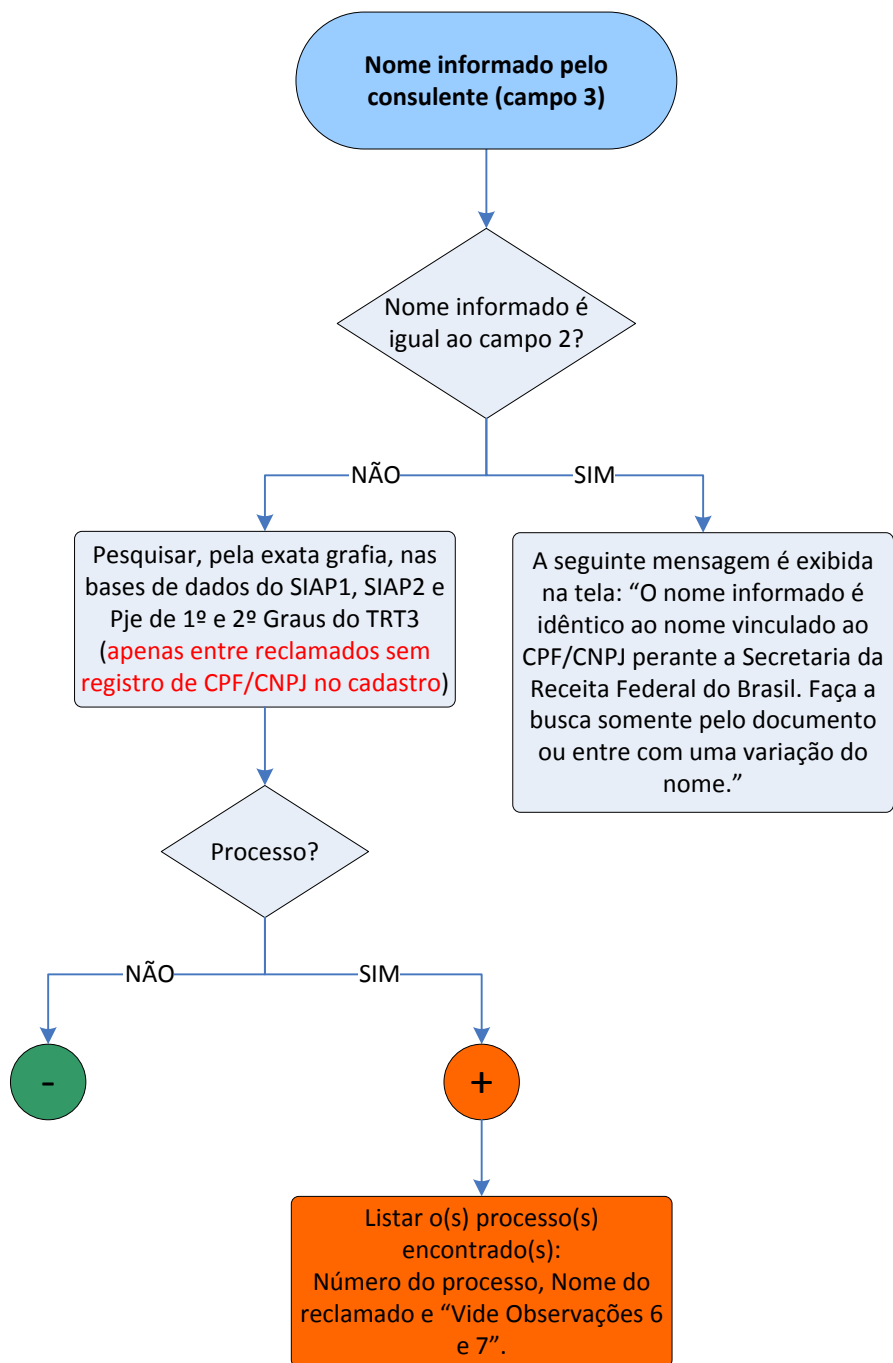 Nome informado pelo
consulente (campo 3)
Nome informado é
igual ao campo 2?
NÃO
SIM
Pesquisar, pela exata grafia, nas
bases de dados do SIAP1, SIAP2 e
Pje de 1º e 2º Graus do TRT3
(apenas entre reclamados sem
registro de CPF/CNPJ no cadastro)
A seguinte mensagem é exibida
na tela: “O nome informado é
idêntico ao nome vinculado ao
CPF/CNPJ perante a Secretaria da
Receita Federal do Brasil. Faça a
busca somente pelo documento
ou entre com uma variação do
nome.”
Processo?
NÃO
SIM
-
+
Listar o(s) processo(s)
encontrado(s):
Número do processo, Nome do
reclamado e “Vide Observações 6
e 7”.